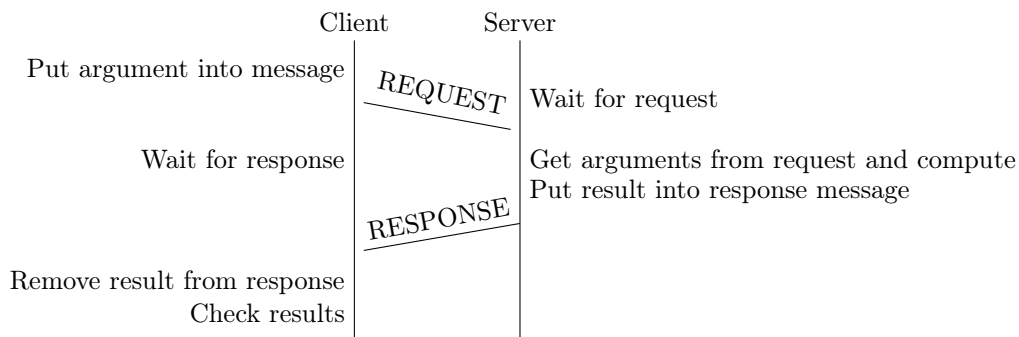 Client
Server
Put argument into message
REQUEST
Wait for request
Wait for response
Get arguments from request and compute
Put result into response message
RESPONSE
Remove result from response
Check results